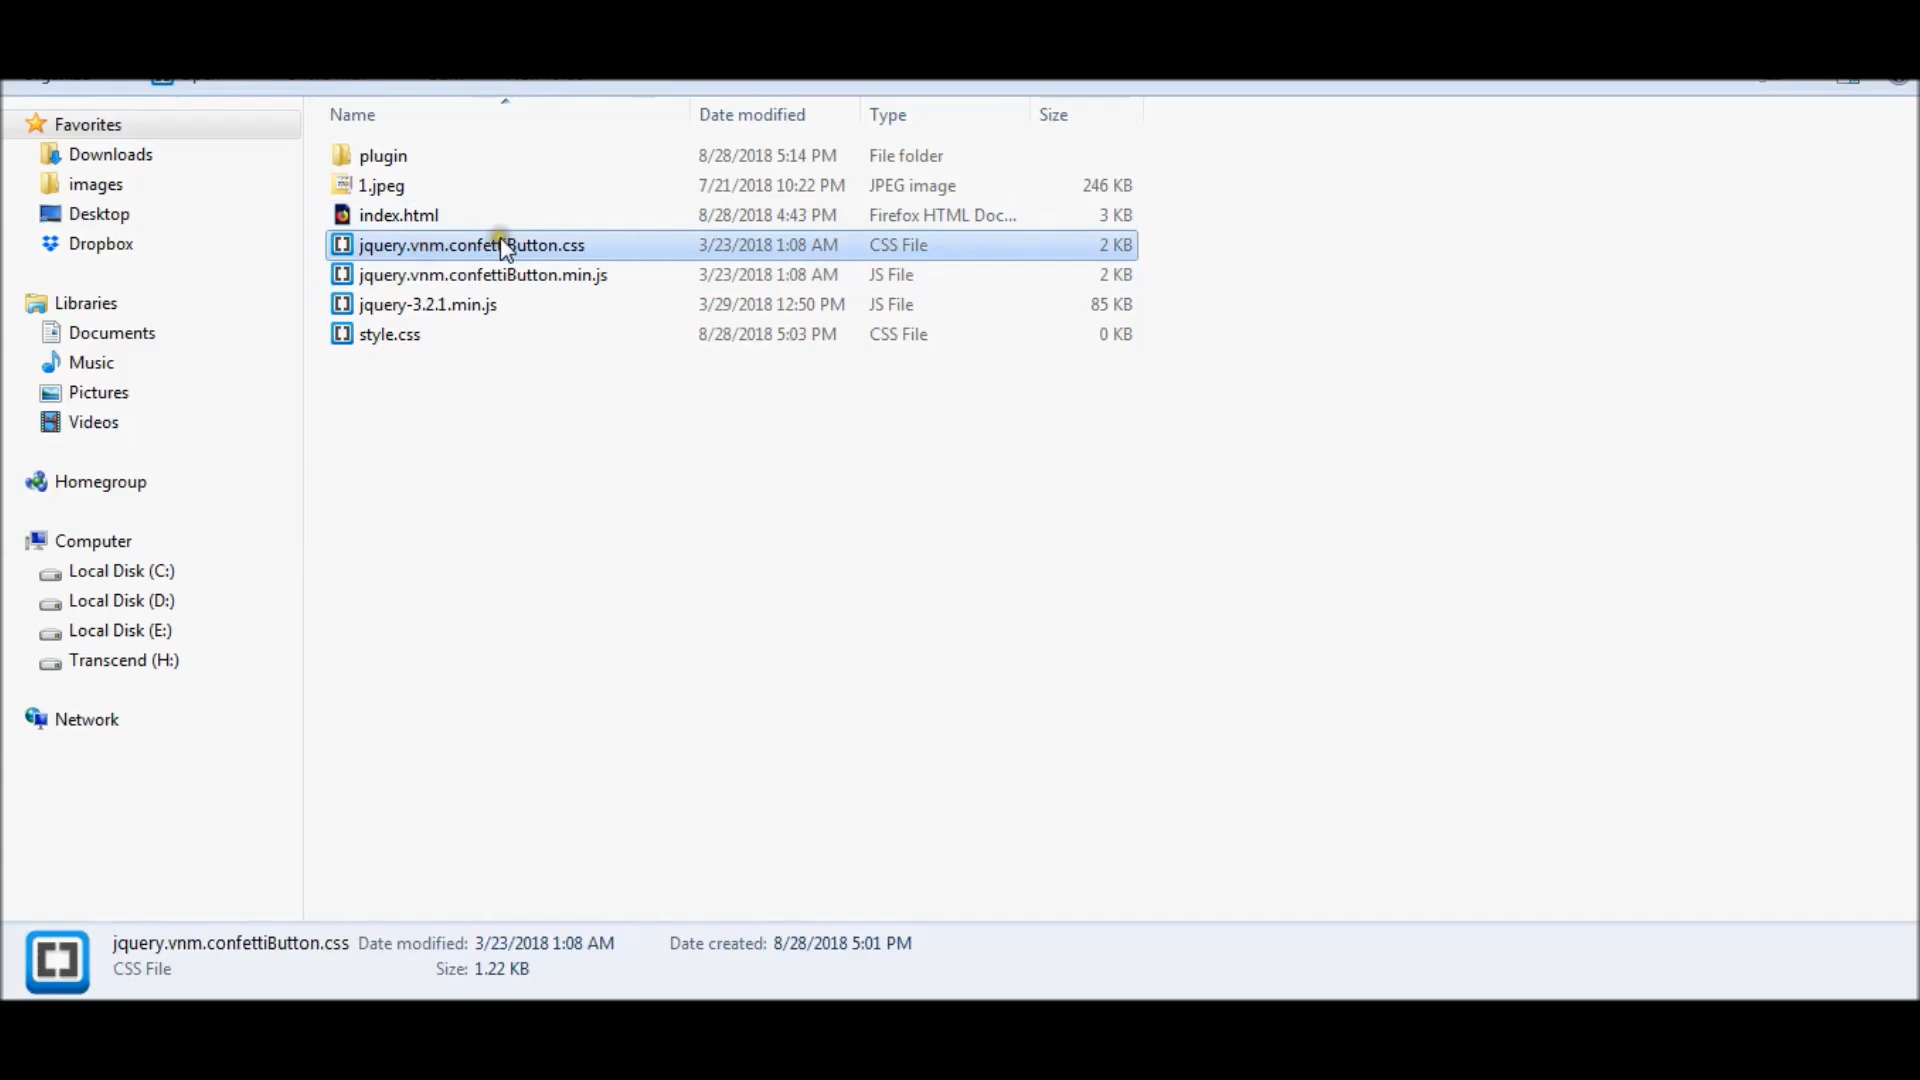 Name Date modified Type Size
Favorites
Downloads
images
Desktop
Dropbox
Libraries
Documents
Music
Pictures
Videos
Homegroup
Computer
Local Disk (C:)
Local Disk (D:)
Local Disk (E:)
Transcend (H:)
Network
plugin 8/28/2018 5:14 PM File folder
1.jpeg 7/21/2018 10:22 PM JPEG image 246 KB
index.html 8/28/2018 4:43 PM Firefox HTML Doc... 3 KB
jquery.vnm.confettiButton.css 3/23/2018 1:08 AM CSS File 2 KB
jquery.vnm.confettiButton.min.js 3/23/2018 1:08 AM JS File 2 KB
jquery-3.2.1.min.js 3/29/2018 12:50 PM JS File 85 KB
style.css 8/28/2018 5:03 PM CSS File 0 KB
jquery.vnm.confettiButton.css Date modified: 3/23/2018 1:08 AM Date created: 8/28/2018 5:01 PM
CSS File Size: 1.22 KB